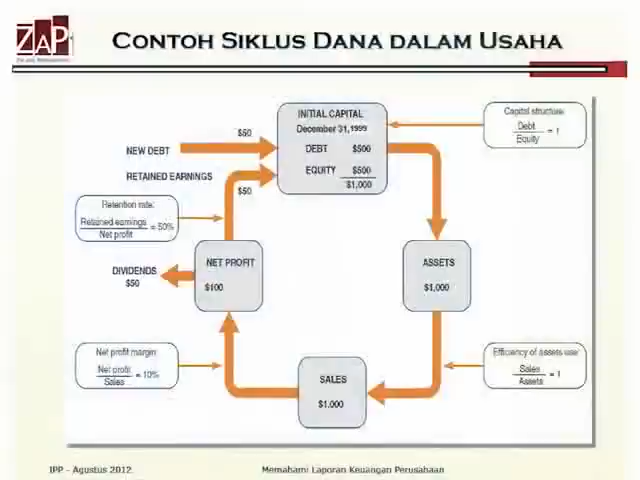 ZAP
CONTOH SIKLUS DANA DALAM USAHA
INITIAL CAPITAL
December 31, 1999
DEBT $500
EQUITY $500
$1,000
Capital structure:
Debt
Equity
= 1
$50
NEW DEBT
RETAINED EARNINGS
$50
Retention rate:
Retained earnings
Net profit
= 50%
NET PROFIT
$100
DIVIDENDS
$50
ASSETS
$1,000
Net profit margin:
Net profit
Sales
= 10%
SALES
$1,000
Efficiency of assets use:
Sales
Assets
= 1
IPP - Agustus 2012
Memahami Laporan Keuangan Perusahaan